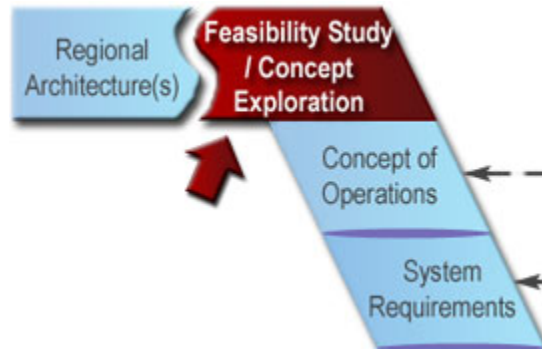 Regional
Architecture(s)
Feasibility Study
/ Concept
Exploration
Concept of
Operations
System
Requirements